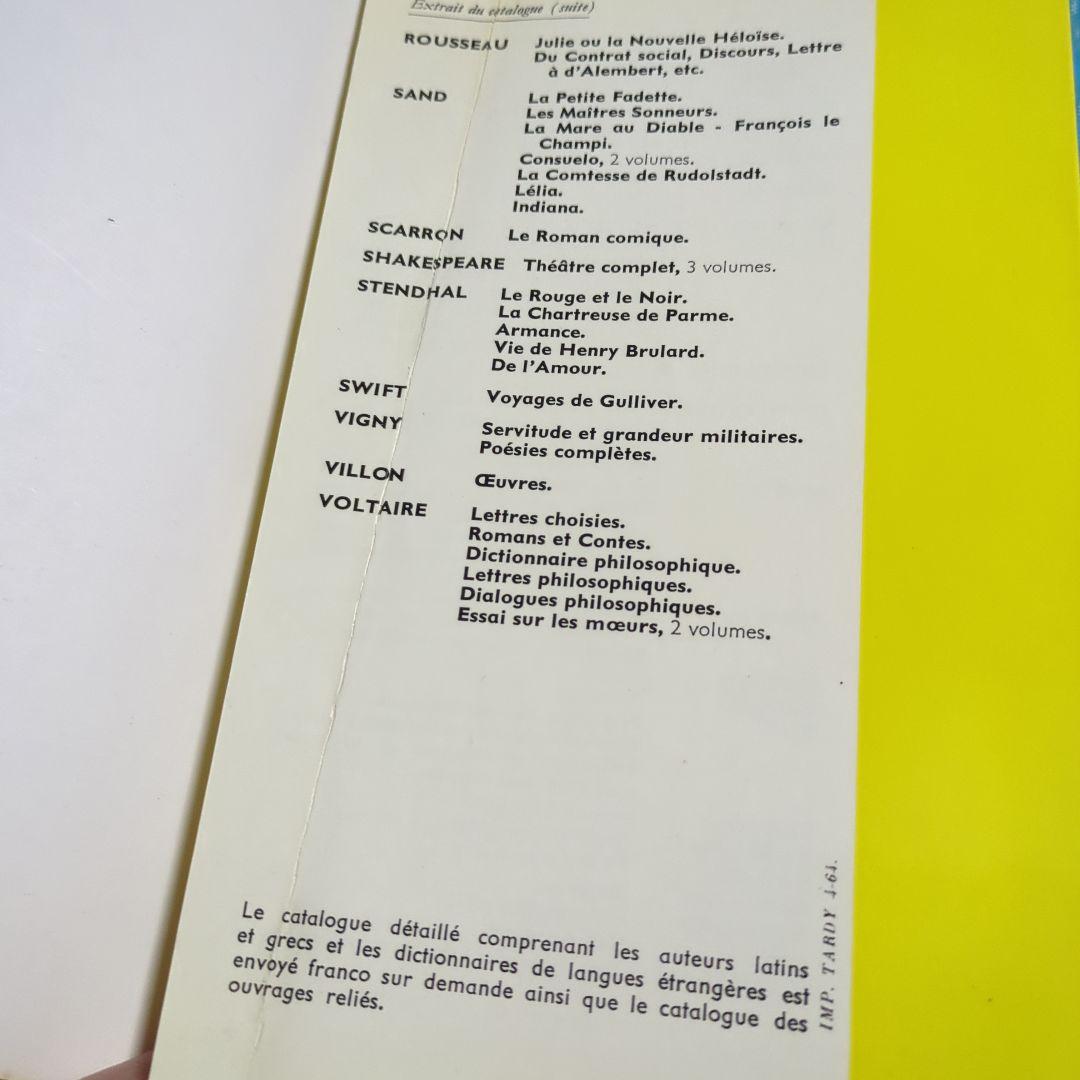 Extrait du catalogue (suite)
ROUSSEAU Julie ou la Nouvelle Héloïse.
Du Contrat social, Discours, Lettre
à d'Alembert, etc.
SAND La Petite Fadette.
Les Maîtres Sonneurs.
La Mare au Diable - François le
Champi.
Consuelo, 2 volumes.
La Comtesse de Rudolstadt.
Lélia.
Indiana.
SCARRON Le Roman comique.
SHAKESPEARE Théâtre complet, 3 volumes.
STENDHAL Le Rouge et le Noir.
La Chartreuse de Parme.
Armance.
Vie de Henry Brulard.
De l'Amour.
SWIFT Voyages de Gulliver.
VIGNY Servitude et grandeur militaires.
Poésies complètes.
VILLON Œuvres.
VOLTAIRE Lettres choisies.
Romans et Contes.
Dictionnaire philosophique.
Lettres philosophiques.
Dialogues philosophiques.
Essai sur les mœurs, 2 volumes.
Le catalogue détaillé comprenant les auteurs latins
et grecs et les dictionnaires de langues étrangères est
envoyé franco sur demande ainsi que le catalogue des
ouvrages reliés.
IMP. TARDY 4-64.